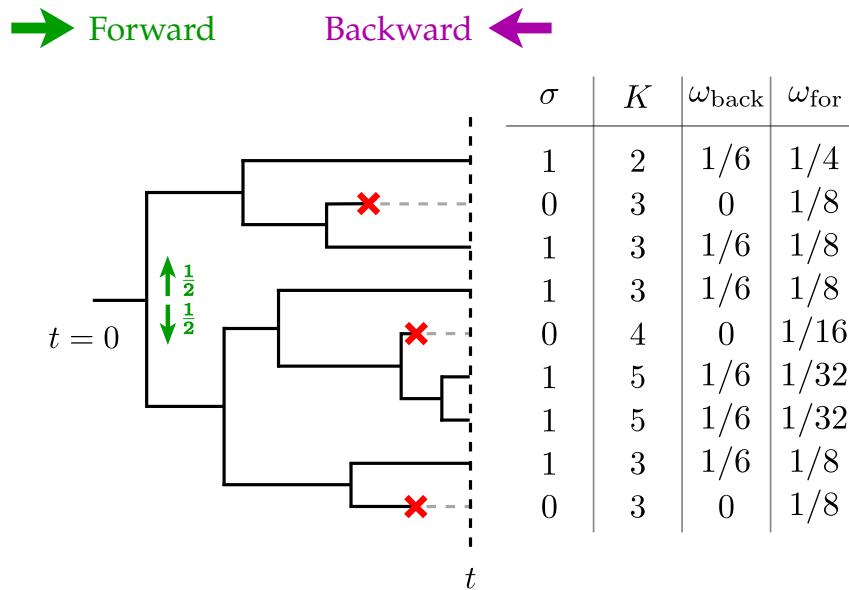 Forward Backward
σ K ω_back ω_for
1 2 1/6 1/4
0 3 0 1/8
1 3 1/6 1/8
1/2
1 3 1/6 1/8
1/2
t = 0
0 4 0 1/16
1 5 1/6 1/32
1 5 1/6 1/32
1 3 1/6 1/8
0 3 0 1/8
t